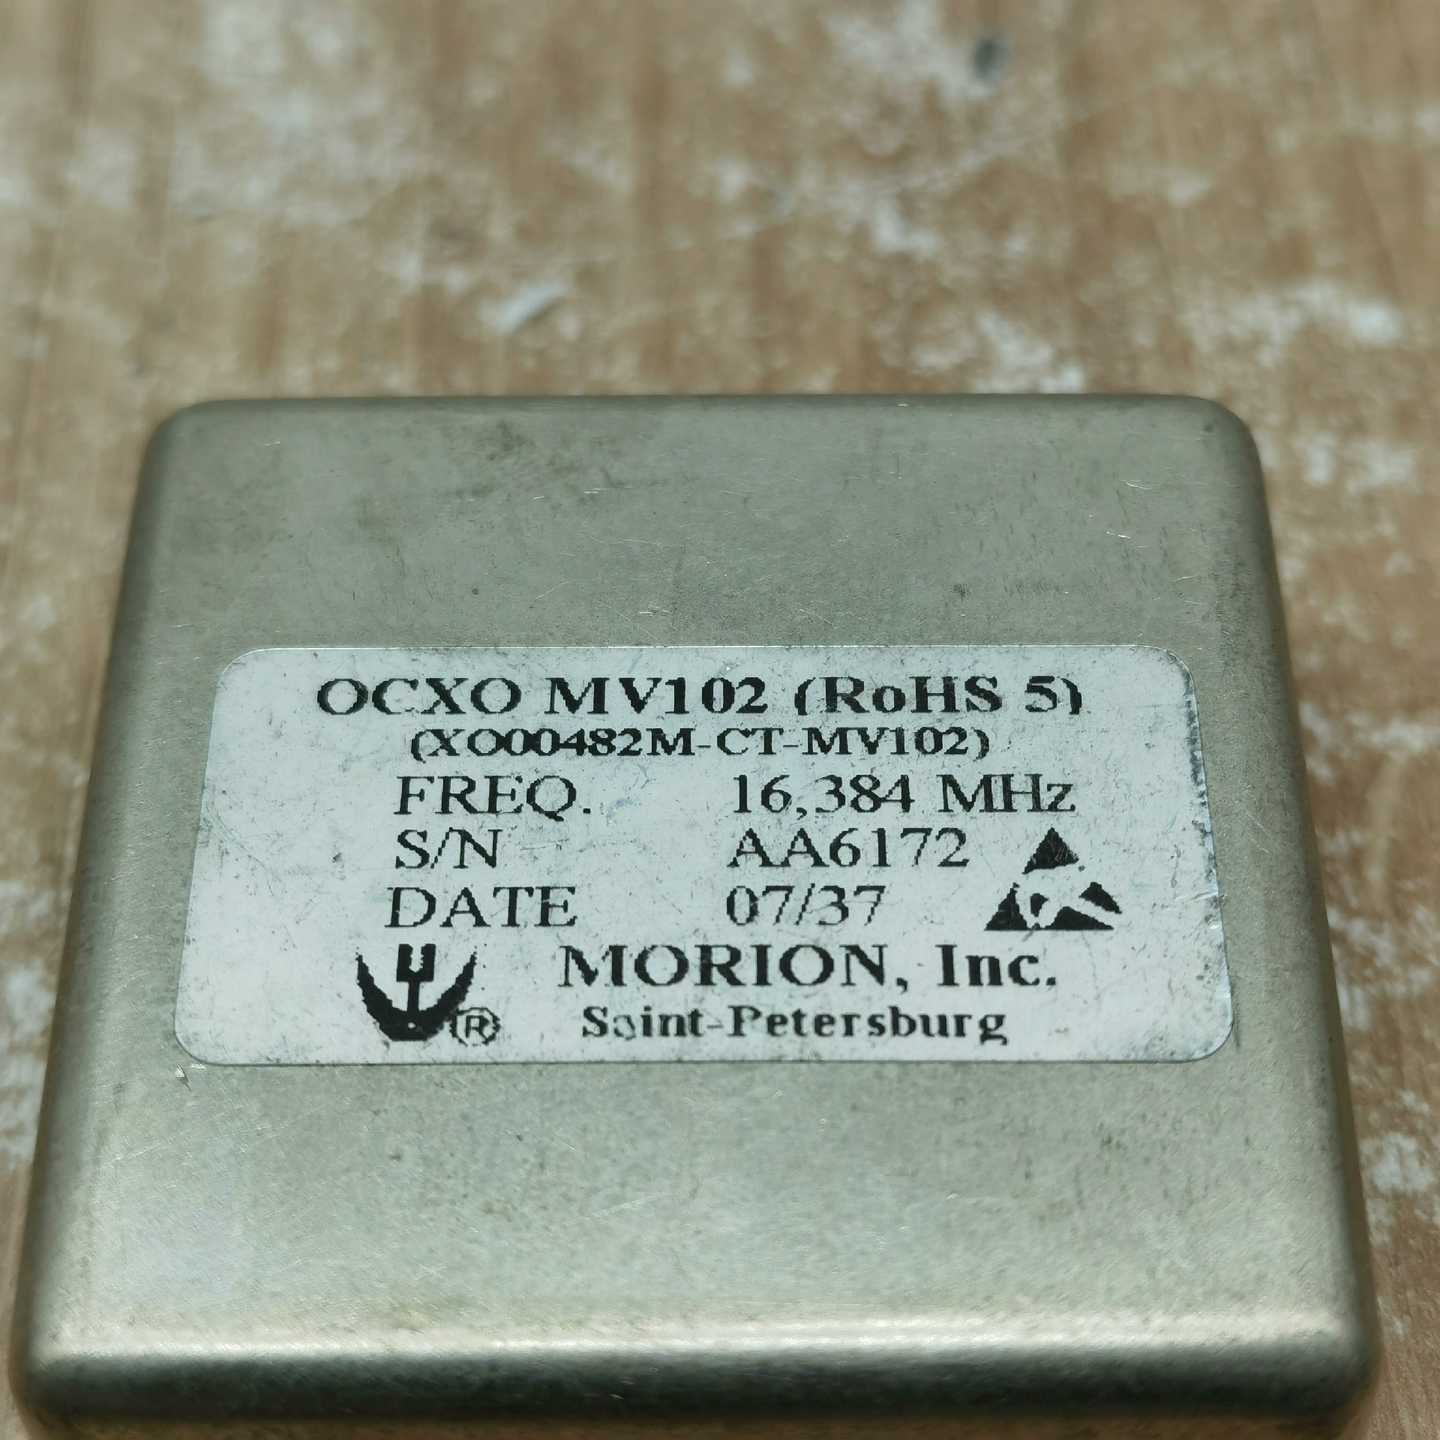 OCXO MV102 (RoHS 5)
(XO00482M-CT-MV102)
FREQ. 16,384 MHz
S/N AA6172
DATE 07/37
MORION, Inc.
® Saint-Petersburg